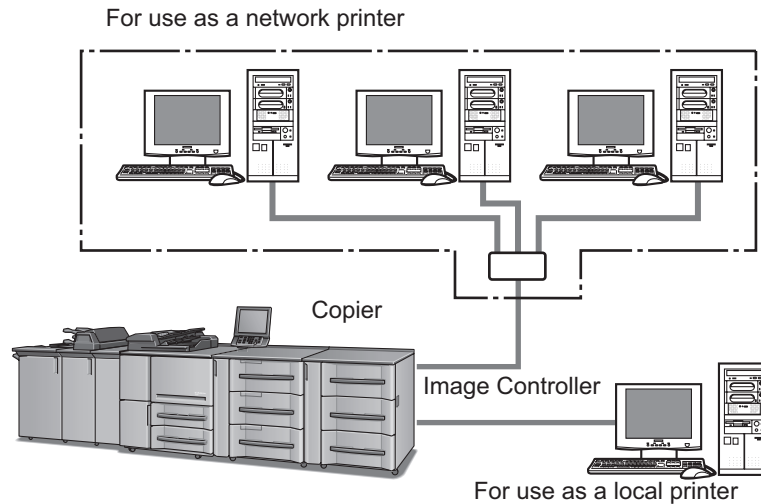 For use as a network printer
Copier
Image Controller
For use as a local printer